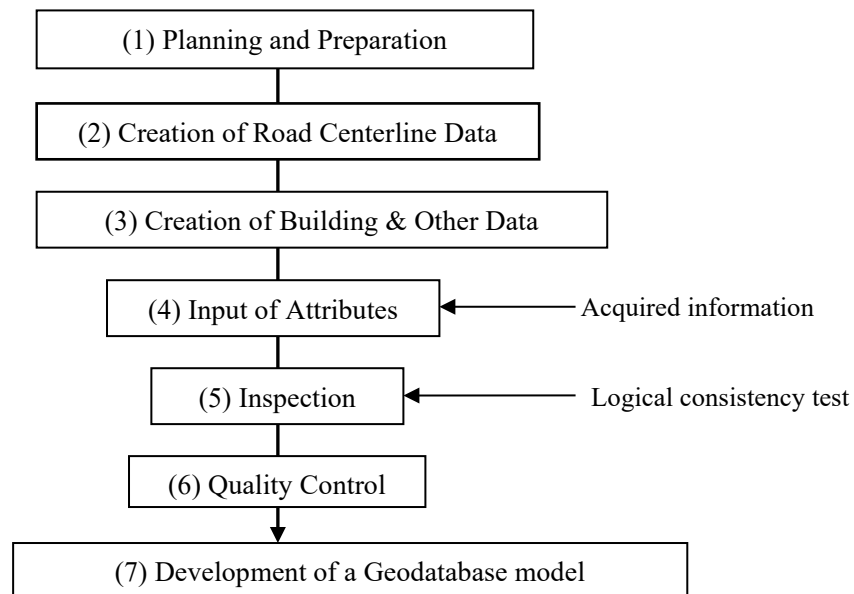 (1) Planning and Preparation
(2) Creation of Road Centerline Data
(3) Creation of Building & Other Data
(4) Input of Attributes
Acquired information
(5) Inspection
Logical consistency test
(6) Quality Control
(7) Development of a Geodatabase model